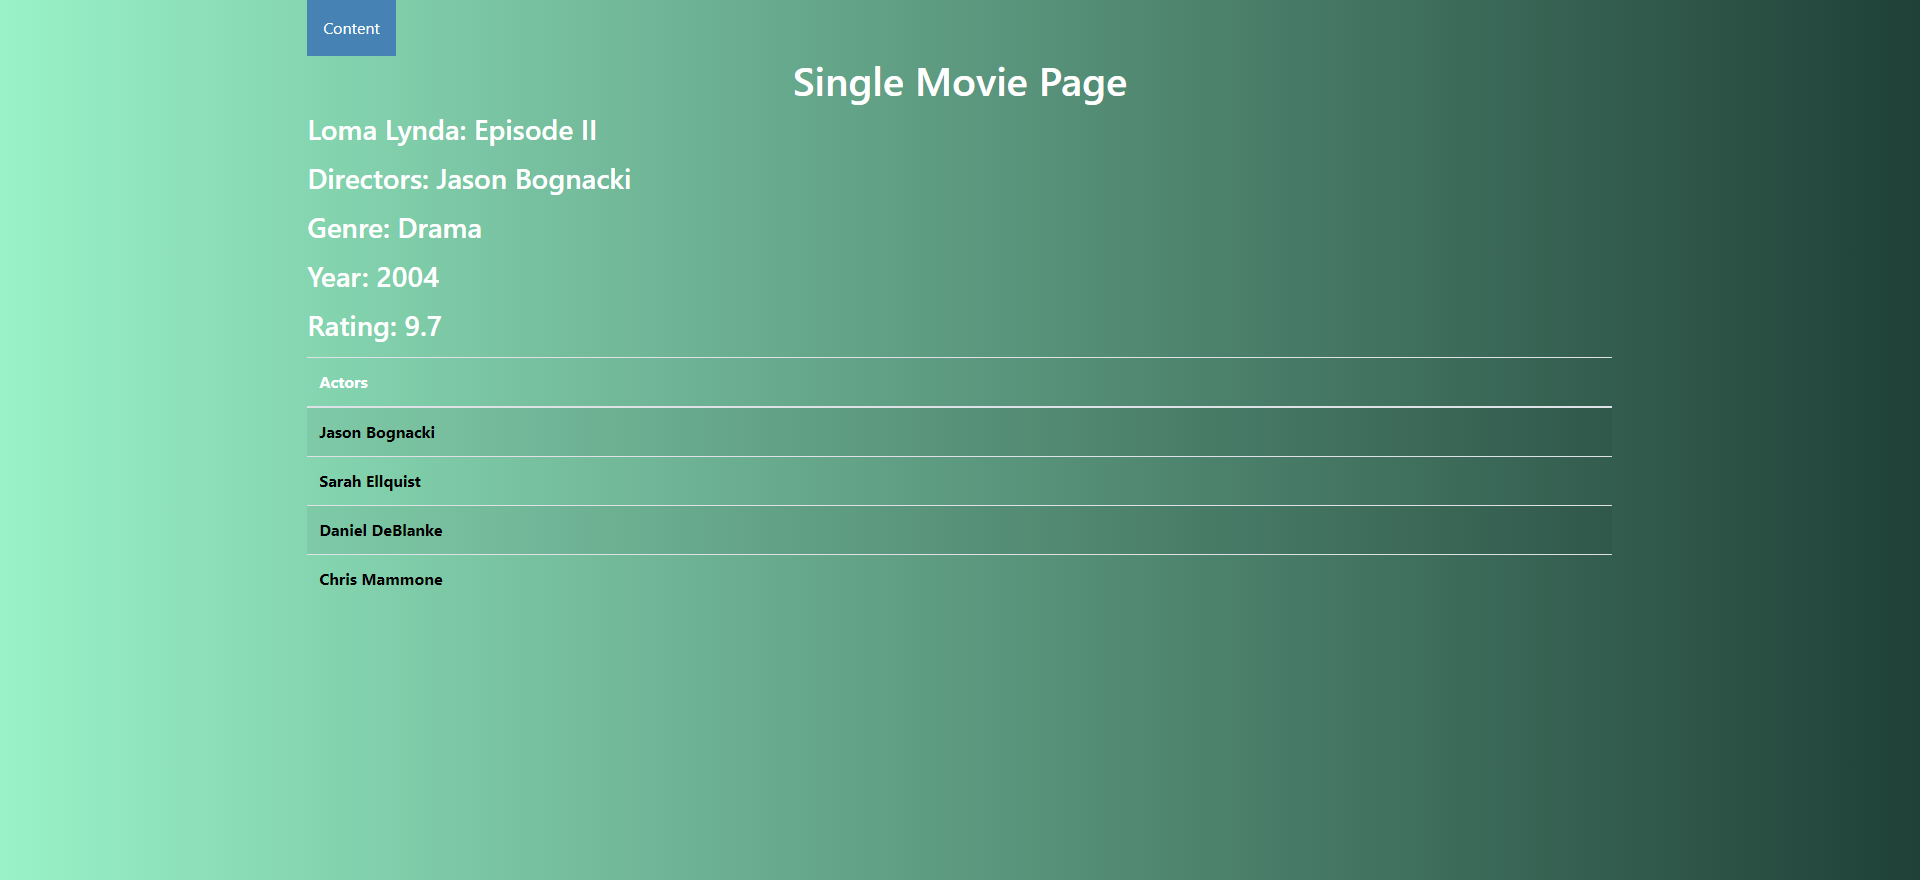 Content
Single Movie Page
Loma Lynda: Episode II
Directors: Jason Bognacki
Genre: Drama
Year: 2004
Rating: 9.7
Actors
Jason Bognacki
Sarah Ellquist
Daniel DeBlanke
Chris Mammone